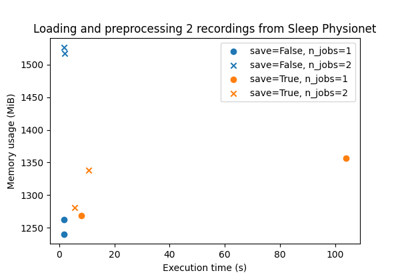 Loading and preprocessing 2 recordings from Sleep Physionet
save=False, n_jobs=1
save=False, n_jobs=2
save=True, n_jobs=1
save=True, n_jobs=2
Memory usage (MiB)
1500
1450
1400
1350
1300
1250
0 20 40 60 80 100
Execution time (s)